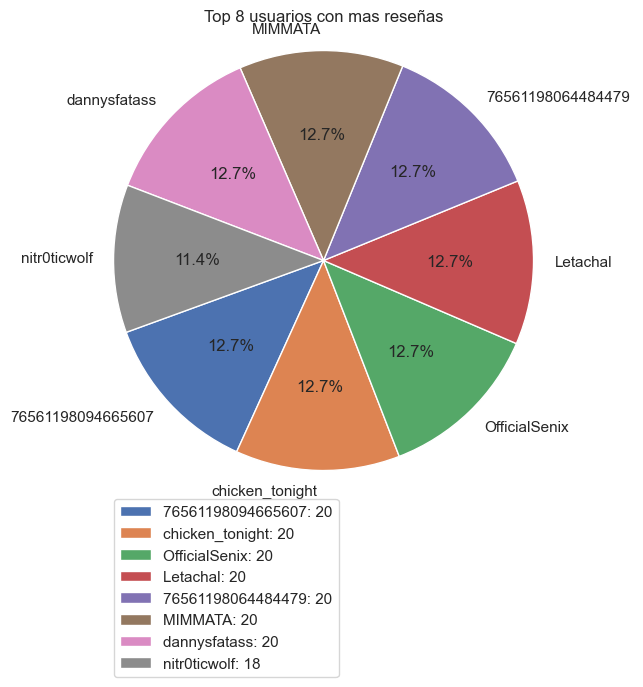 Top 8 usuarios con mas reseñas
MIMMATA
76561198064484479
dannysfatass
12.7%
12.7%
12.7%
nitr0ticwolf
11.4%
12.7%
Letachal
12.7%
12.7%
12.7%
76561198094665607
OfficialSenix
chicken_tonight
76561198094665607: 20
chicken_tonight: 20
OfficialSenix: 20
Letachal: 20
76561198064484479: 20
MIMMATA: 20
dannysfatass: 20
nitr0ticwolf: 18